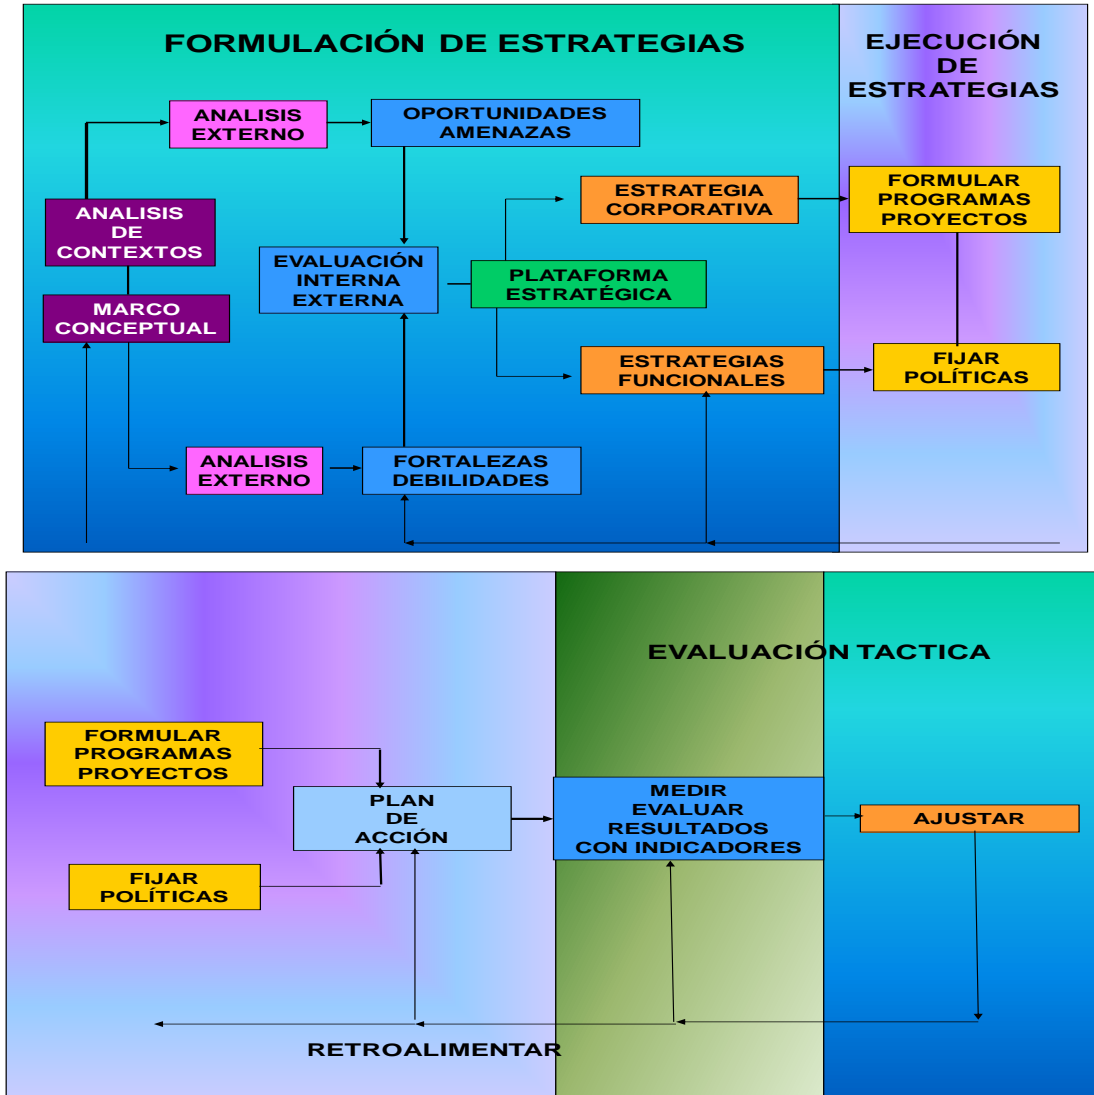 FORMULACIÓN DE ESTRATEGIAS
EJECUCIÓN
DE
ESTRATEGIAS
ANALISIS
EXTERNO
OPORTUNIDADES
AMENAZAS
ANALISIS
DE
CONTEXTOS
MARCO
CONCEPTUAL
EVALUACIÓN
INTERNA
EXTERNA
ESTRATEGIA
CORPORATIVA
PLATAFORMA
ESTRATÉGICA
ESTRATEGIAS
FUNCIONALES
FORMULAR
PROGRAMAS
PROYECTOS
FIJAR
POLÍTICAS
ANALISIS
EXTERNO
FORTALEZAS
DEBILIDADES
EVALUACIÓN TACTICA
FORMULAR
PROGRAMAS
PROYECTOS
PLAN
DE
ACCIÓN
FIJAR
POLÍTICAS
MEDIR
EVALUAR
RESULTADOS
CON INDICADORES
AJUSTAR
RETROALIMENTAR